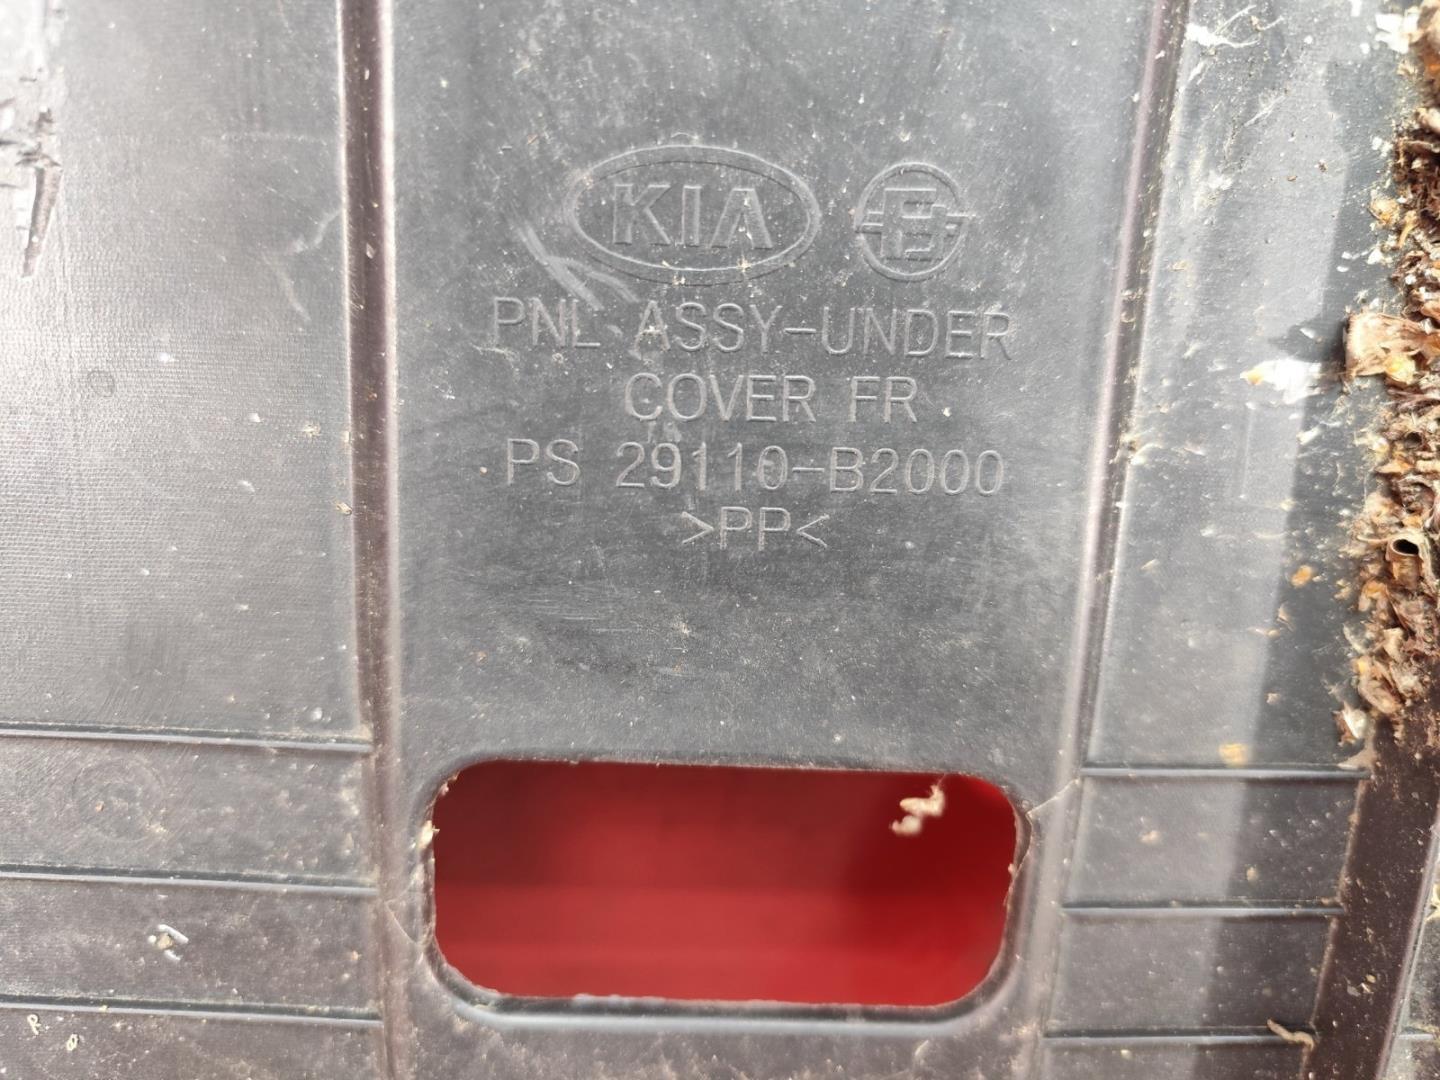 KIA
PNL ASSY-UNDER
COVER FR
PS 29110-B2000
>PP<